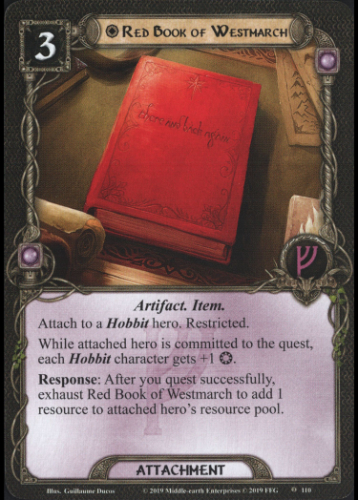 3
Red Book of Westmarch
Artifact. Item.
Attach to a Hobbit hero. Restricted.
While attached hero is committed to the quest,
each Hobbit character gets +1 .
Response: After you quest successfully,
exhaust Red Book of Westmarch to add 1
resource to attached hero's resource pool.
ATTACHMENT
Illus. Guillaume Ducos
© 2019 Middle-earth Enterprises © 2019 FFG
110